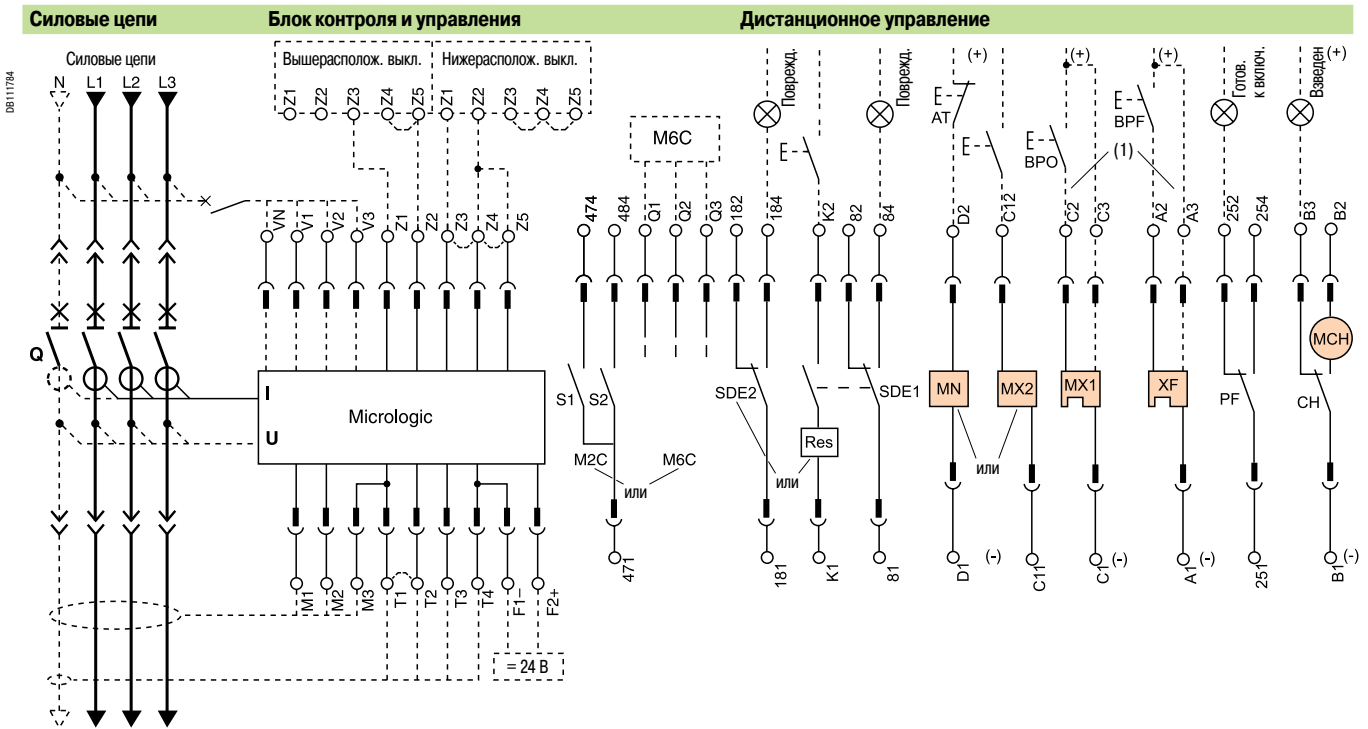 Силовые цепи Блок контроля и управления Дистанционное управление
DB111784
Силовые цепи
N L1 L2 L3
Вышерасполож. выкл. Нижерасполож. выкл.
Z1 Z2 Z3 Z4 Z5 Z1 Z2 Z3 Z4 Z5
M6C
Поврежд. Поврежд. (+) (+) (+) Готов. к включ. Взведен (+)
AT BPO BPF (1)
VN V1 V2 V3 Z1 Z2 Z3 Z4 Z5
474 484 Q1 Q2 Q3 182 184 K2 82 84 D2 C12 C2 C3 A2 A3 252 254 B3 B2
Q
I
U
Micrologic
S1 S2 SDE2 SDE1 MN MX2 MX1 XF PF CH MCH
Res
M2C или M6C
или
или
M1 M2 M3 T1 T2 T3 T4 F1− F2+
471 181 K1 81 D1 (-) C11 C1 (-) A1 (-) 251 B1 (-)
= 24 В